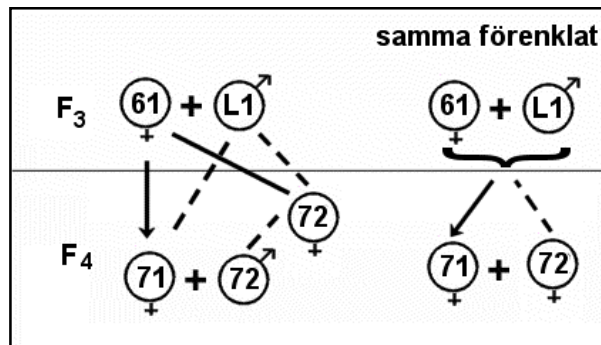 samma förenklat
F3 61 + L1 61 + L1
72
F4 71 + 72 71 + 72